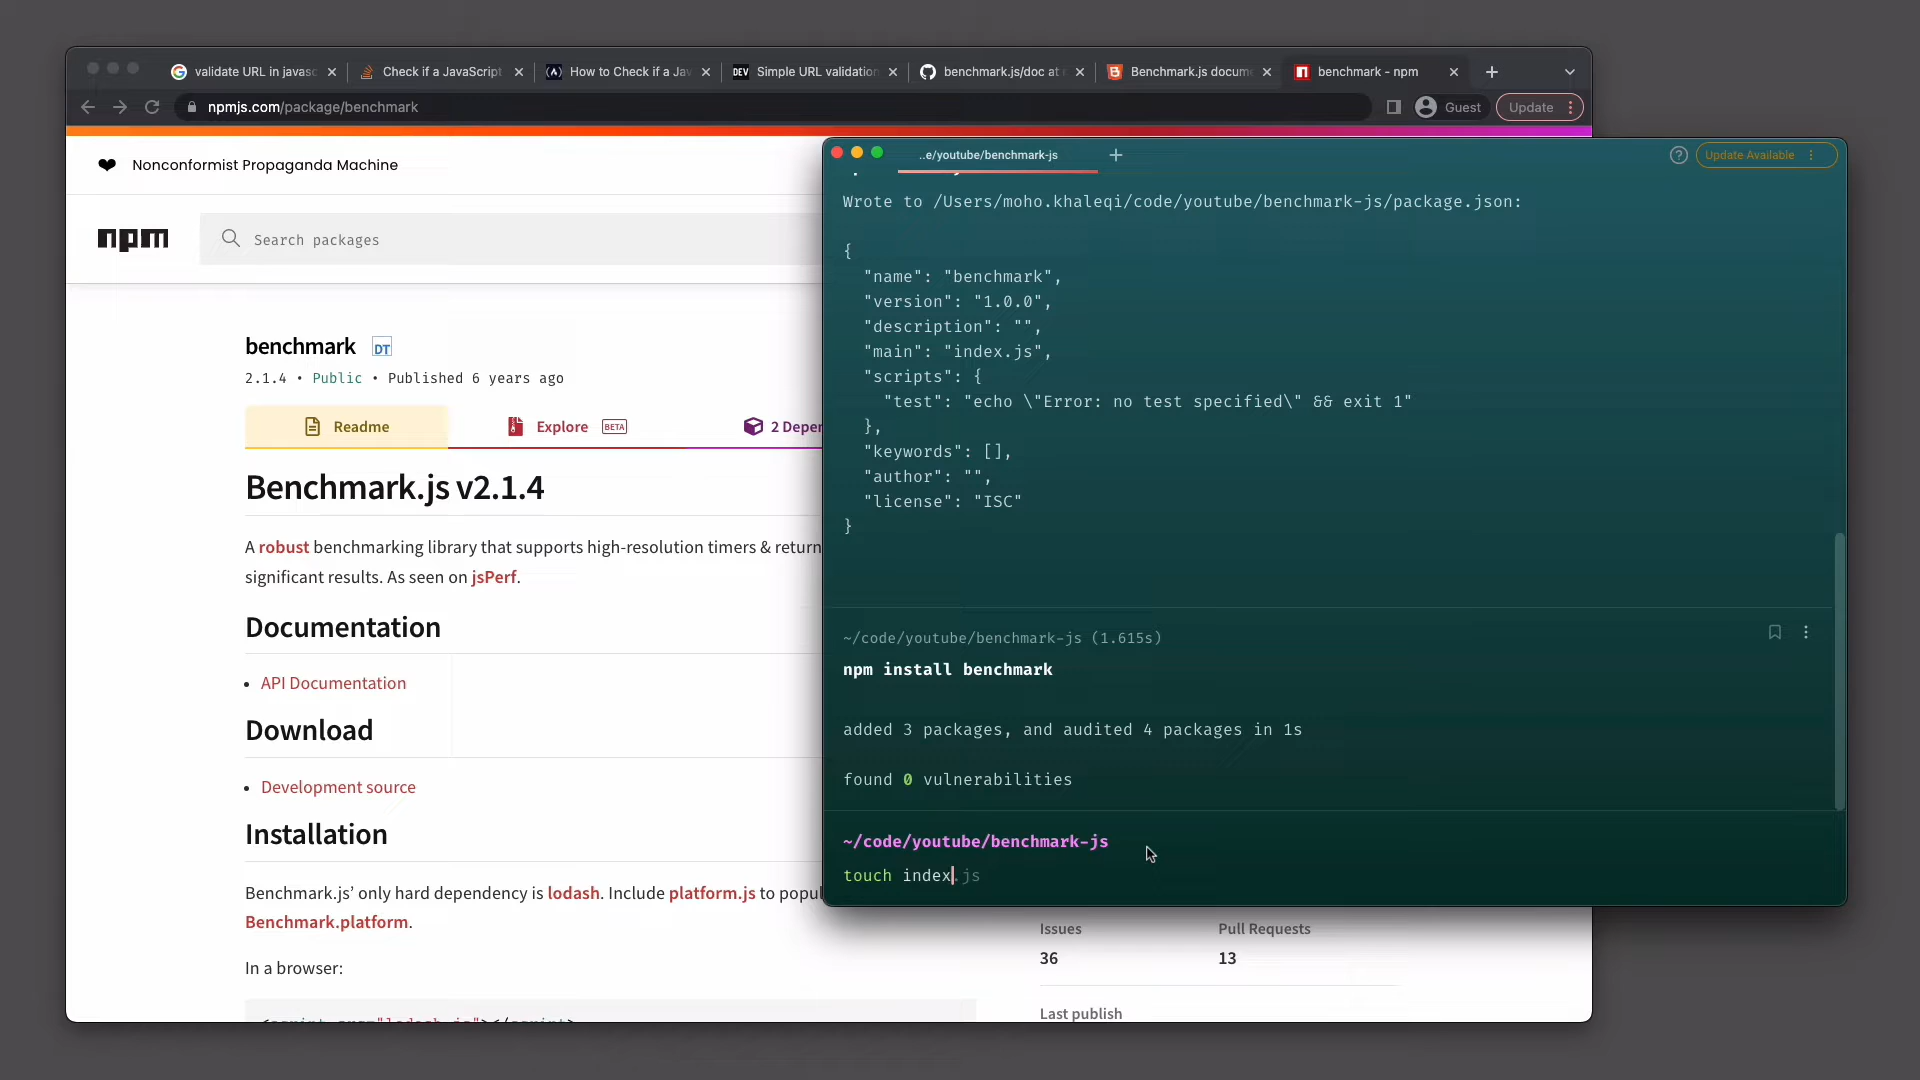 validate URL in javasc
Check if a JavaScript
How to Check if a Jav
DEV
Simple URL validation
benchmark.js/doc at
Benchmark.js docume
benchmark - npm
npmjs.com/package/benchmark
Guest
Update
❤ Nonconformist Propaganda Machine
npm
Search packages
benchmark DT
2.1.4 • Public • Published 6 years ago
Readme
Explore BETA
2 Depen
Benchmark.js v2.1.4
A robust benchmarking library that supports high-resolution timers & return
significant results. As seen on jsPerf.
Documentation
• API Documentation
Download
• Development source
Installation
Benchmark.js’ only hard dependency is lodash. Include platform.js to popul
Benchmark.platform.
In a browser:
Issues
Pull Requests
36
13
Last publish
..e/youtube/benchmark-js
Update Available
Wrote to /Users/moho.khaleqi/code/youtube/benchmark-js/package.json:
{
"name": "benchmark",
"version": "1.0.0",
"description": "",
"main": "index.js",
"scripts": {
"test": "echo \"Error: no test specified\" && exit 1"
},
"keywords": [],
"author": "",
"license": "ISC"
}
~/code/youtube/benchmark-js (1.615s)
npm install benchmark
added 3 packages, and audited 4 packages in 1s
found 0 vulnerabilities
~/code/youtube/benchmark-js
touch index.js